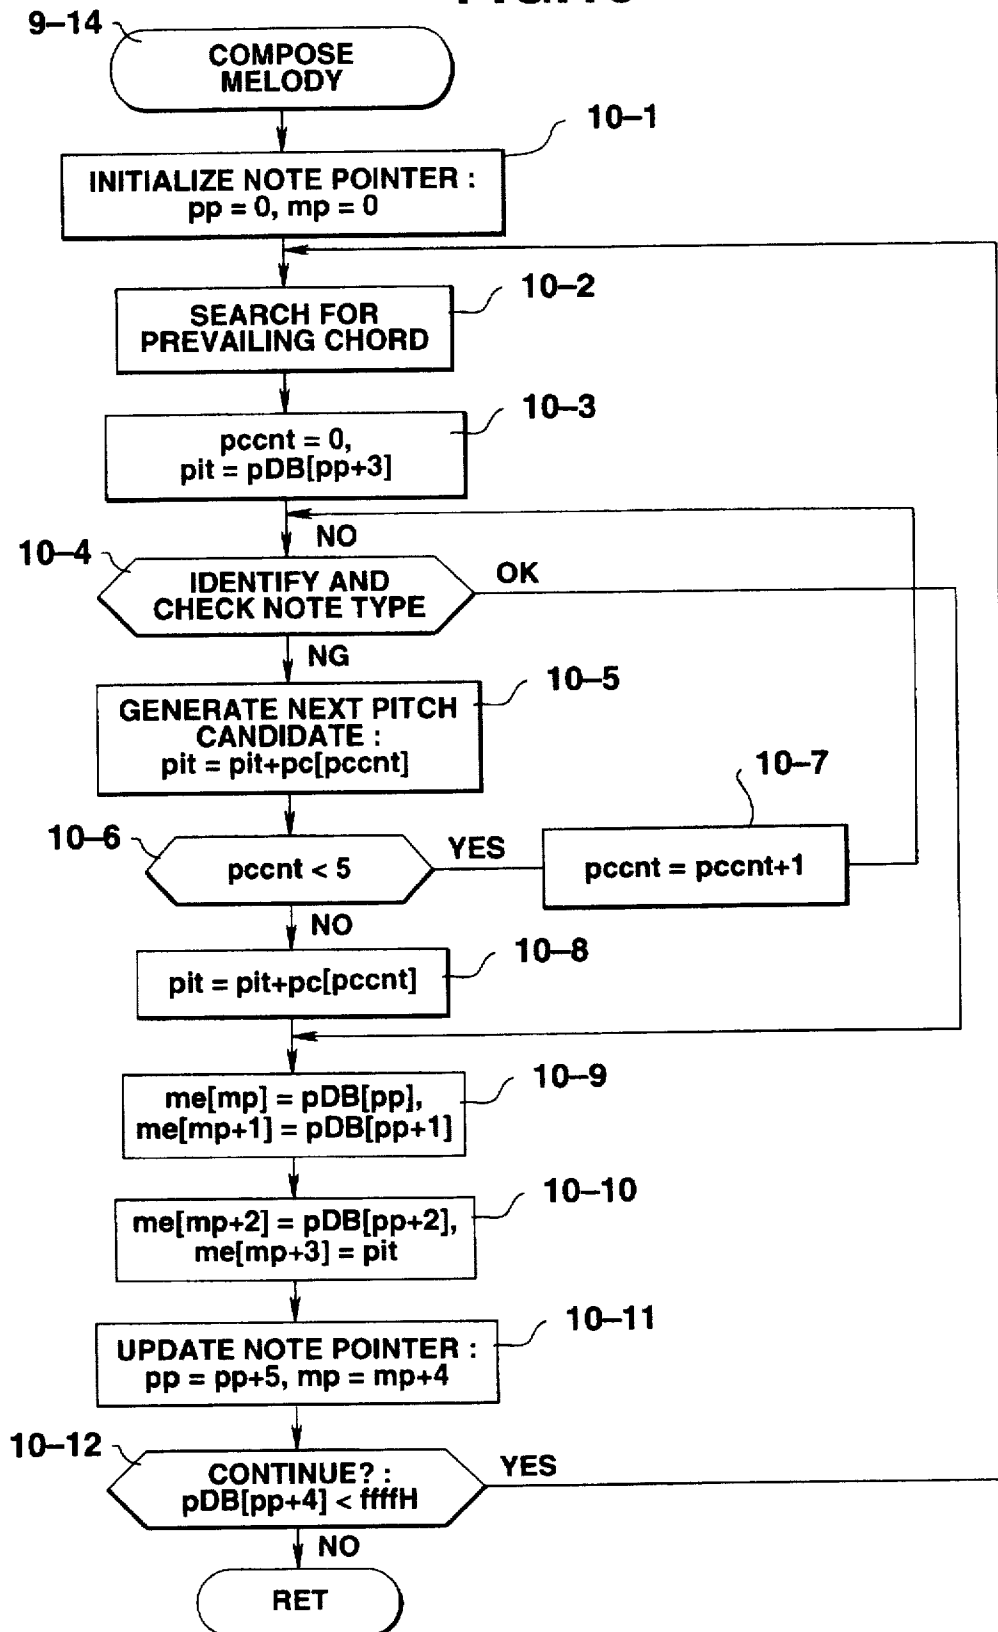 9–14
COMPOSE
MELODY
10–1
INITIALIZE NOTE POINTER :
pp = 0, mp = 0
10–2
SEARCH FOR
PREVAILING CHORD
10–3
pccnt = 0,
pit = pDB[pp+3]
NO
10–4
IDENTIFY AND
CHECK NOTE TYPE
OK
NG
10–5
GENERATE NEXT PITCH
CANDIDATE :
pit = pit+pc[pccnt]
10–6
pccnt < 5
YES
10–7
pccnt = pccnt+1
NO
10–8
pit = pit+pc[pccnt]
10–9
me[mp] = pDB[pp],
me[mp+1] = pDB[pp+1]
10–10
me[mp+2] = pDB[pp+2],
me[mp+3] = pit
10–11
UPDATE NOTE POINTER :
pp = pp+5, mp = mp+4
10–12
CONTINUE? :
pDB[pp+4] < ffffH
YES
NO
RET